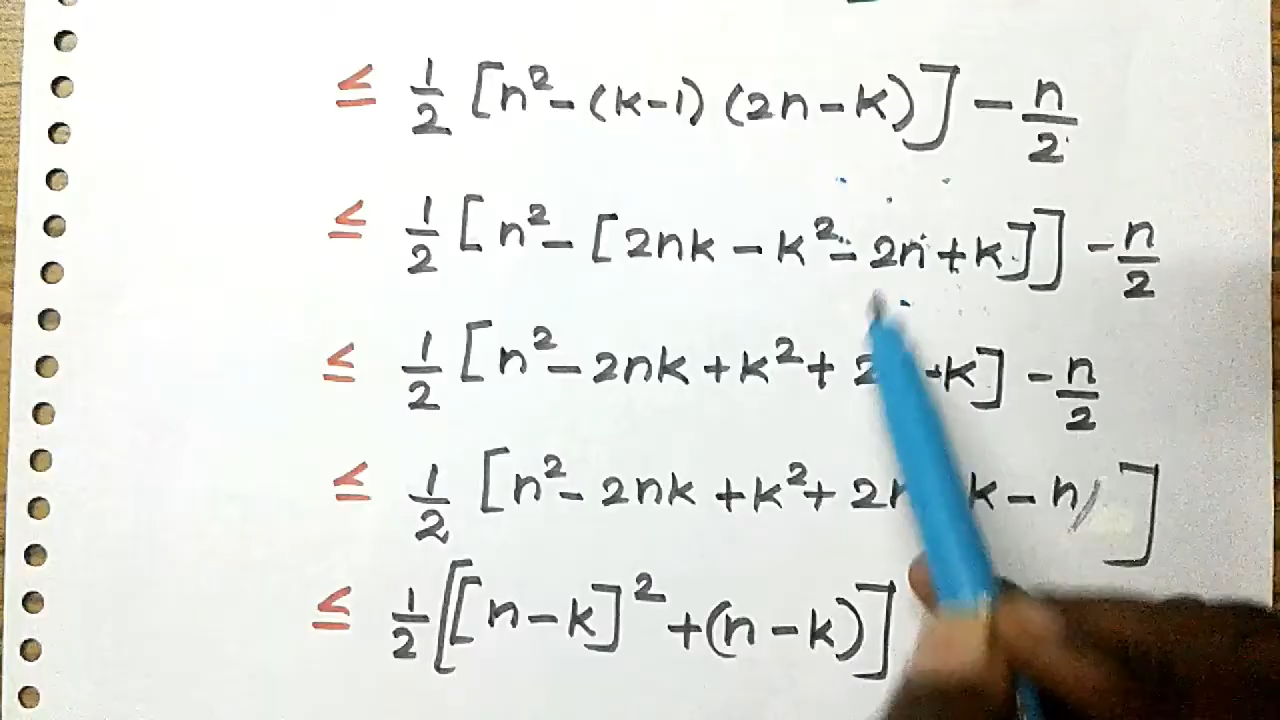 ≤ 1/2 [n² - (k-1) (2n-k)] - n/2
≤ 1/2 [n² - [2nk - k² - 2n + k]] - n/2
≤ 1/2 [n² - 2nk + k² + 2 -k] - n/2
≤ 1/2 [n² - 2nk + k² + 2n k - n]
≤ 1/2 [[n-k]² + (n-k)]